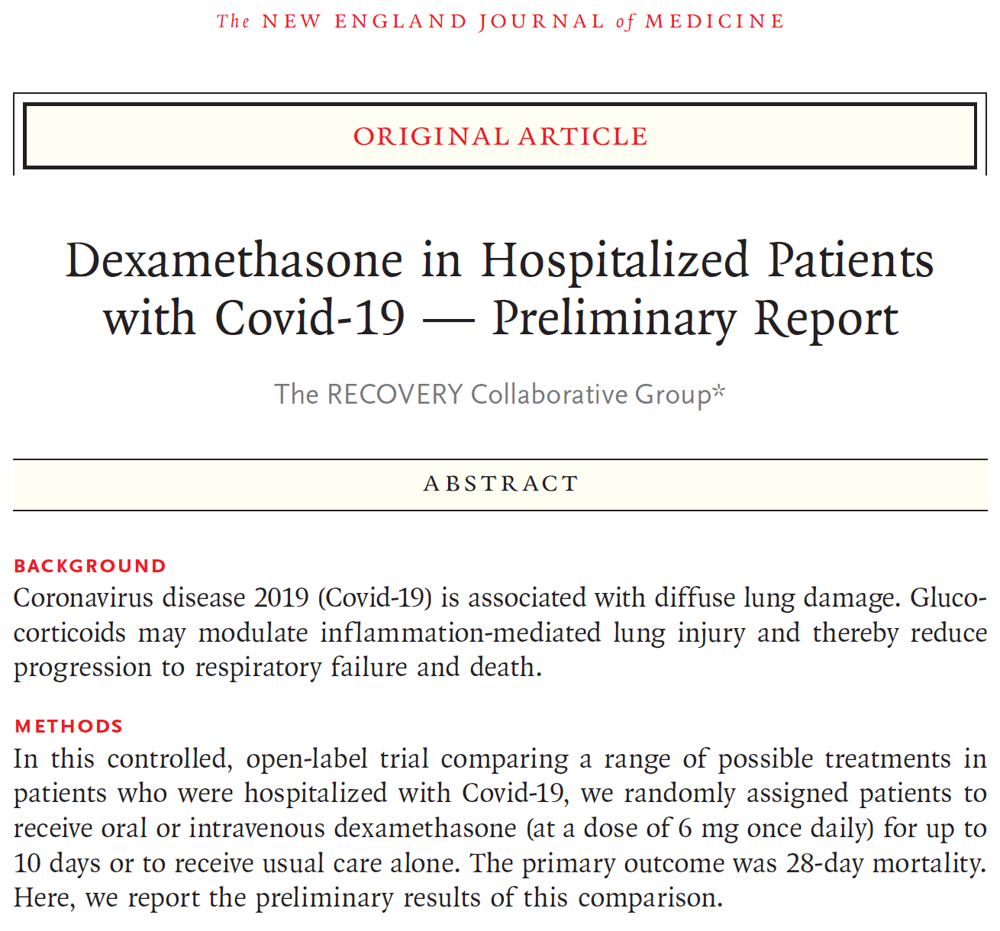 The NEW ENGLAND JOURNAL of MEDICINE
ORIGINAL ARTICLE
Dexamethasone in Hospitalized Patients
with Covid-19 — Preliminary Report
The RECOVERY Collaborative Group*
ABSTRACT
BACKGROUND
Coronavirus disease 2019 (Covid-19) is associated with diffuse lung damage. Gluco-
corticoids may modulate inflammation-mediated lung injury and thereby reduce
progression to respiratory failure and death.
METHODS
In this controlled, open-label trial comparing a range of possible treatments in
patients who were hospitalized with Covid-19, we randomly assigned patients to
receive oral or intravenous dexamethasone (at a dose of 6 mg once daily) for up to
10 days or to receive usual care alone. The primary outcome was 28-day mortality.
Here, we report the preliminary results of this comparison.